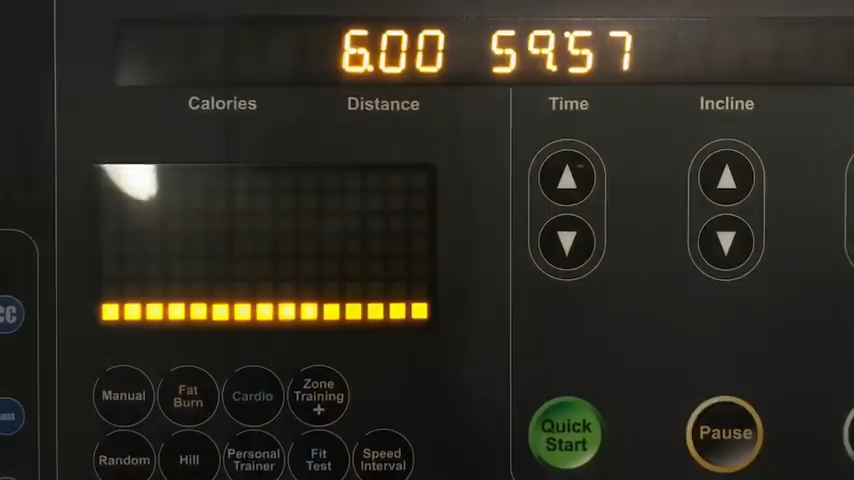 6.00 59:57
Calories Distance Time Incline
CC
Manual
Fat
Burn
Cardio
Zone
Training
+
Random
Hill
Personal
Trainer
Fit
Test
Speed
Interval
Quick
Start
Pause